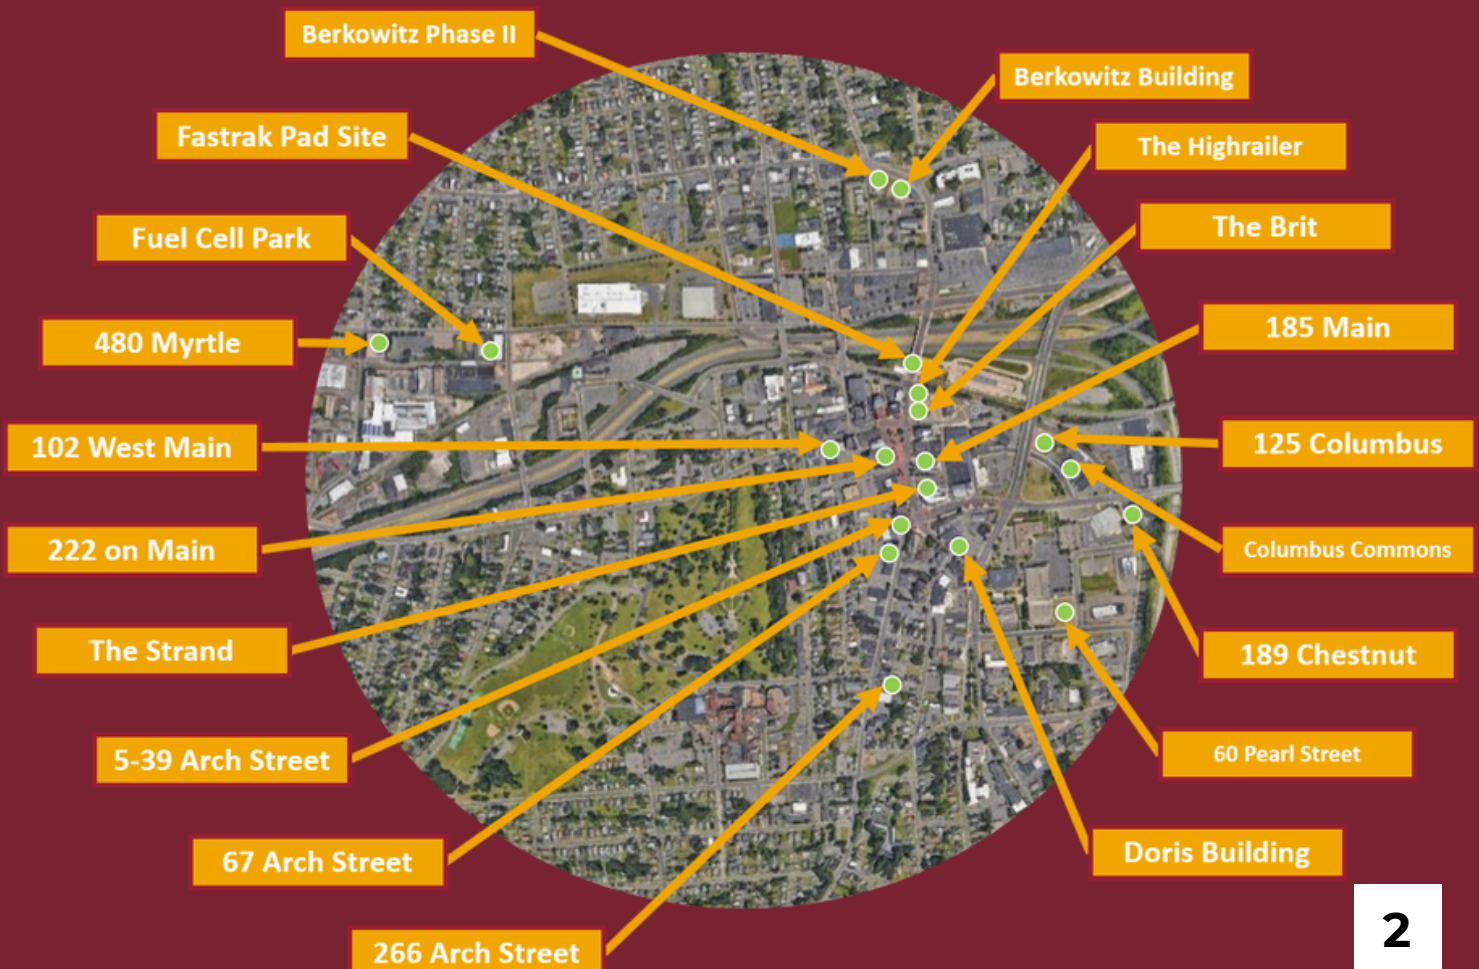 Berkowitz Phase II
Berkowitz Building
Fastrak Pad Site
The Highrailer
Fuel Cell Park
The Brit
480 Myrtle
185 Main
102 West Main
125 Columbus
222 on Main
Columbus Commons
The Strand
189 Chestnut
5-39 Arch Street
60 Pearl Street
67 Arch Street
Doris Building
266 Arch Street
2